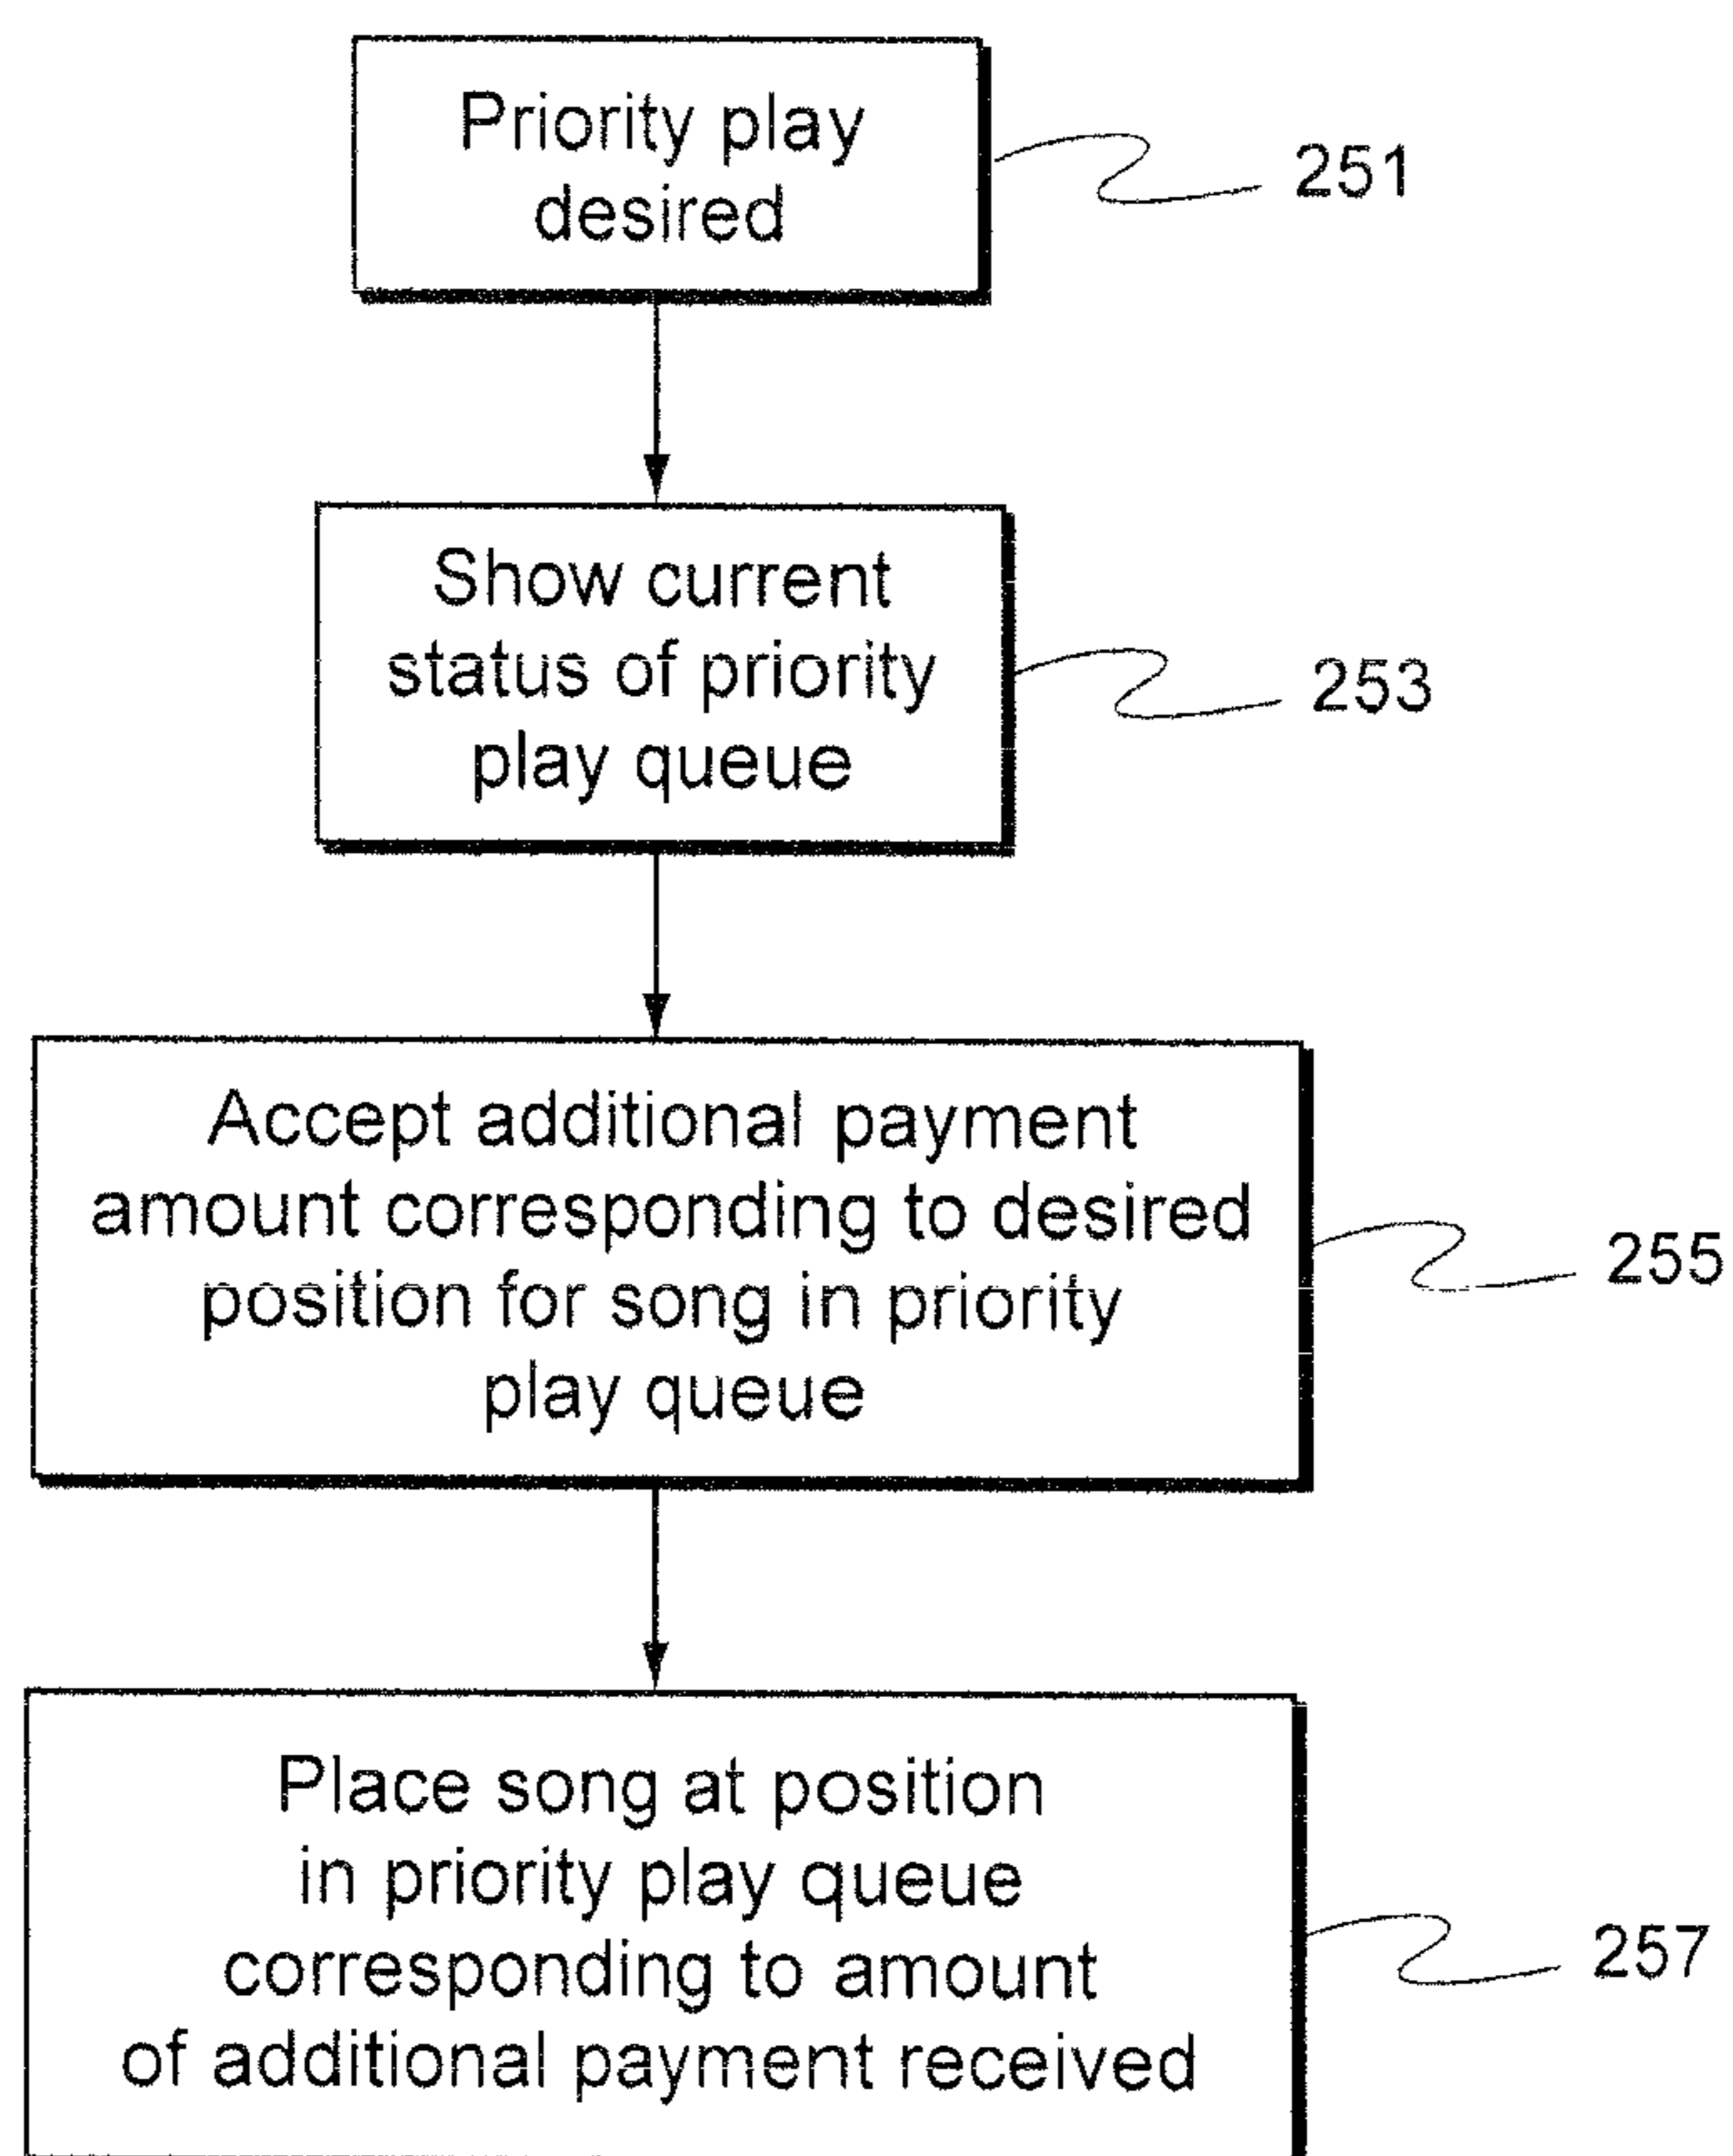 Priority play
desired
251
Show current
status of priority
play queue
253
Accept additional payment
amount corresponding to desired
position for song in priority
play queue
255
Place song at position
in priority play queue
corresponding to amount
of additional payment received
257